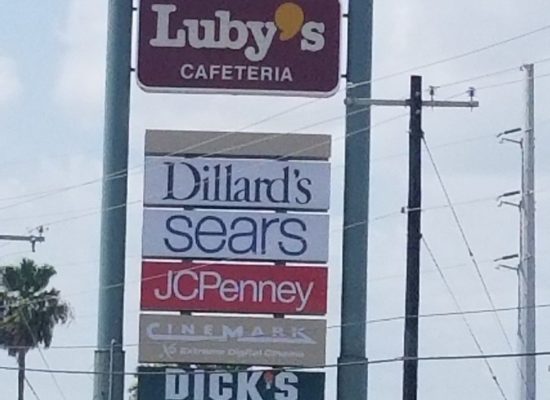 Luby's
CAFETERIA
Dillard's
sears
JCPenney
CINEMARK
XD Extreme Digital Cinema
DICK'S